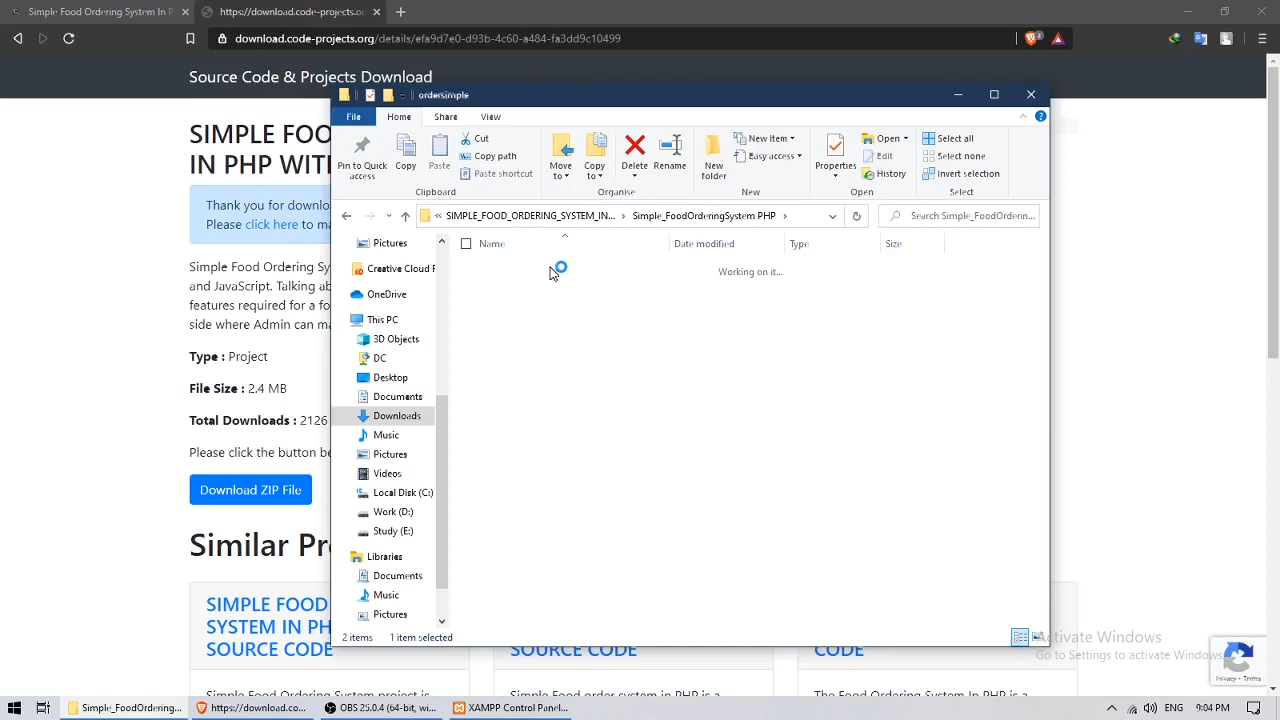 Simple Food Ordering System In P
https://download.code-projects.or
download.code-projects.org/details/efa9d7e0-d93b-4c60-a484-fa3dd9c10499
2
Source Code & Projects Download
SIMPLE FOO
IN PHP WITH
Thank you for downlo
Please click here to ma
Simple Food Ordering Sy
and JavaScript. Talking ab
features required for a fo
side where Admin can ma
Type : Project
File Size : 2.4 MB
Total Downloads : 2126
Please click the button be
Download ZIP File
Similar Pr
SIMPLE FOOD
SYSTEM IN PH
SOURCE CODE
Simple Food Ordering System project is
SOURCE CODE
Simple Food order system in PHP is a
CODE
The Food Ordering System In PHP is a
ordersimple
File
Home
Share
View
Pin to Quick access
Copy
Paste
Cut
Copy path
Paste shortcut
Clipboard
Move to
Copy to
Delete
Rename
Organise
New folder
New item
Easy access
New
Properties
Open
Edit
History
Open
Select all
Select none
Invert selection
Select
« SIMPLE_FOOD_ORDERING_SYSTEM_IN... › Simple_FoodOrderingSystem PHP ›
Search Simple_FoodOrderin...
Name
Date modified
Type
Size
Working on it...
Pictures
Creative Cloud F
OneDrive
This PC
3D Objects
DC
Desktop
Documents
Downloads
Music
Pictures
Videos
Local Disk (C:)
Work (D:)
Study (E:)
Libraries
Documents
Music
Pictures
2 items
1 item selected
Activate Windows
Go to Settings to activate Windows.
Privacy - Terms
Simple_FoodOrdering...
https://download.co...
OBS 25.0.4 (64-bit, w...
XAMPP Control Panel...
ENG
9:04 PM